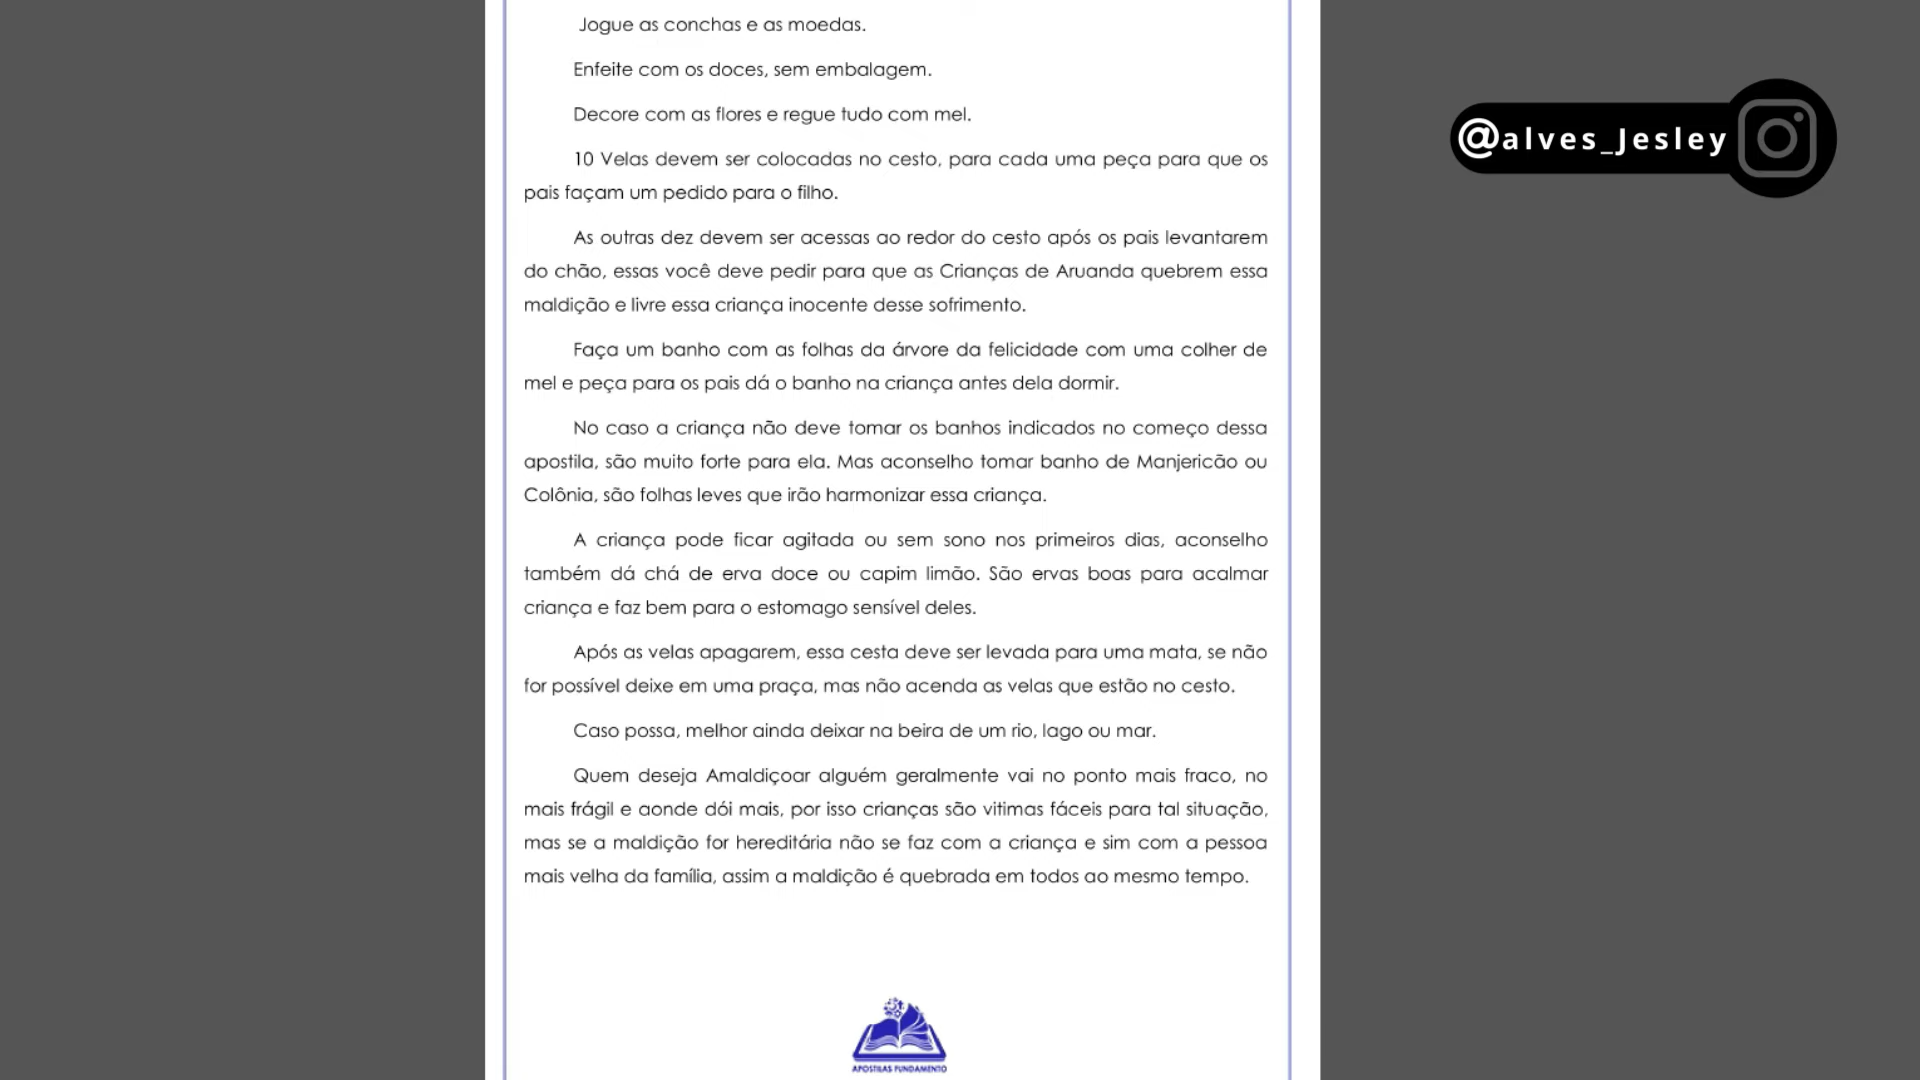 Jogue as conchas e as moedas.
Enfeite com os doces, sem embalagem.
Decore com as flores e regue tudo com mel.
10 Velas devem ser colocadas no cesto, para cada uma peça para que os
pais façam um pedido para o filho.
As outras dez devem ser acessas ao redor do cesto após os pais levantarem
do chão, essas você deve pedir para que as Crianças de Aruanda quebrem essa
maldição e livre essa criança inocente desse sofrimento.
Faça um banho com as folhas da árvore da felicidade com uma colher de
mel e peça para os pais dá o banho na criança antes dela dormir.
No caso a criança não deve tomar os banhos indicados no começo dessa
apostila, são muito forte para ela. Mas aconselho tomar banho de Manjericão ou
Colônia, são folhas leves que irão harmonizar essa criança.
A criança pode ficar agitada ou sem sono nos primeiros dias, aconselho
também dá chá de erva doce ou capim limão. São ervas boas para acalmar
criança e faz bem para o estomago sensível deles.
Após as velas apagarem, essa cesta deve ser levada para uma mata, se não
for possível deixe em uma praça, mas não acenda as velas que estão no cesto.
Caso possa, melhor ainda deixar na beira de um rio, lago ou mar.
Quem deseja Amaldiçoar alguém geralmente vai no ponto mais fraco, no
mais frágil e aonde dói mais, por isso crianças são vitimas fáceis para tal situação,
mas se a maldição for hereditária não se faz com a criança e sim com a pessoa
mais velha da família, assim a maldição é quebrada em todos ao mesmo tempo.
APOSTILAS FUNDAMENTO
@alves_Jesley